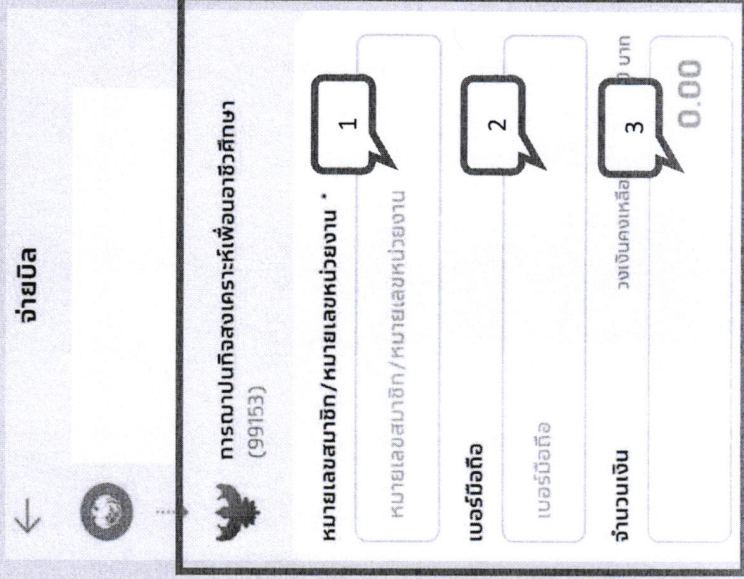 จ่ายบิล
การฌาปนกิจสงเคราะห์เพื่อนอาชีวศึกษา
(99153)
หมายเลขสมาชิก/หมายเลขหน่วยงาน *
1
หมายเลขสมาชิก/หมายเลขหน่วยงาน
เบอร์มือถือ
2
เบอร์มือถือ
จำนวนเงิน
วงเงินคงเหลือ
บาท
3
0.00